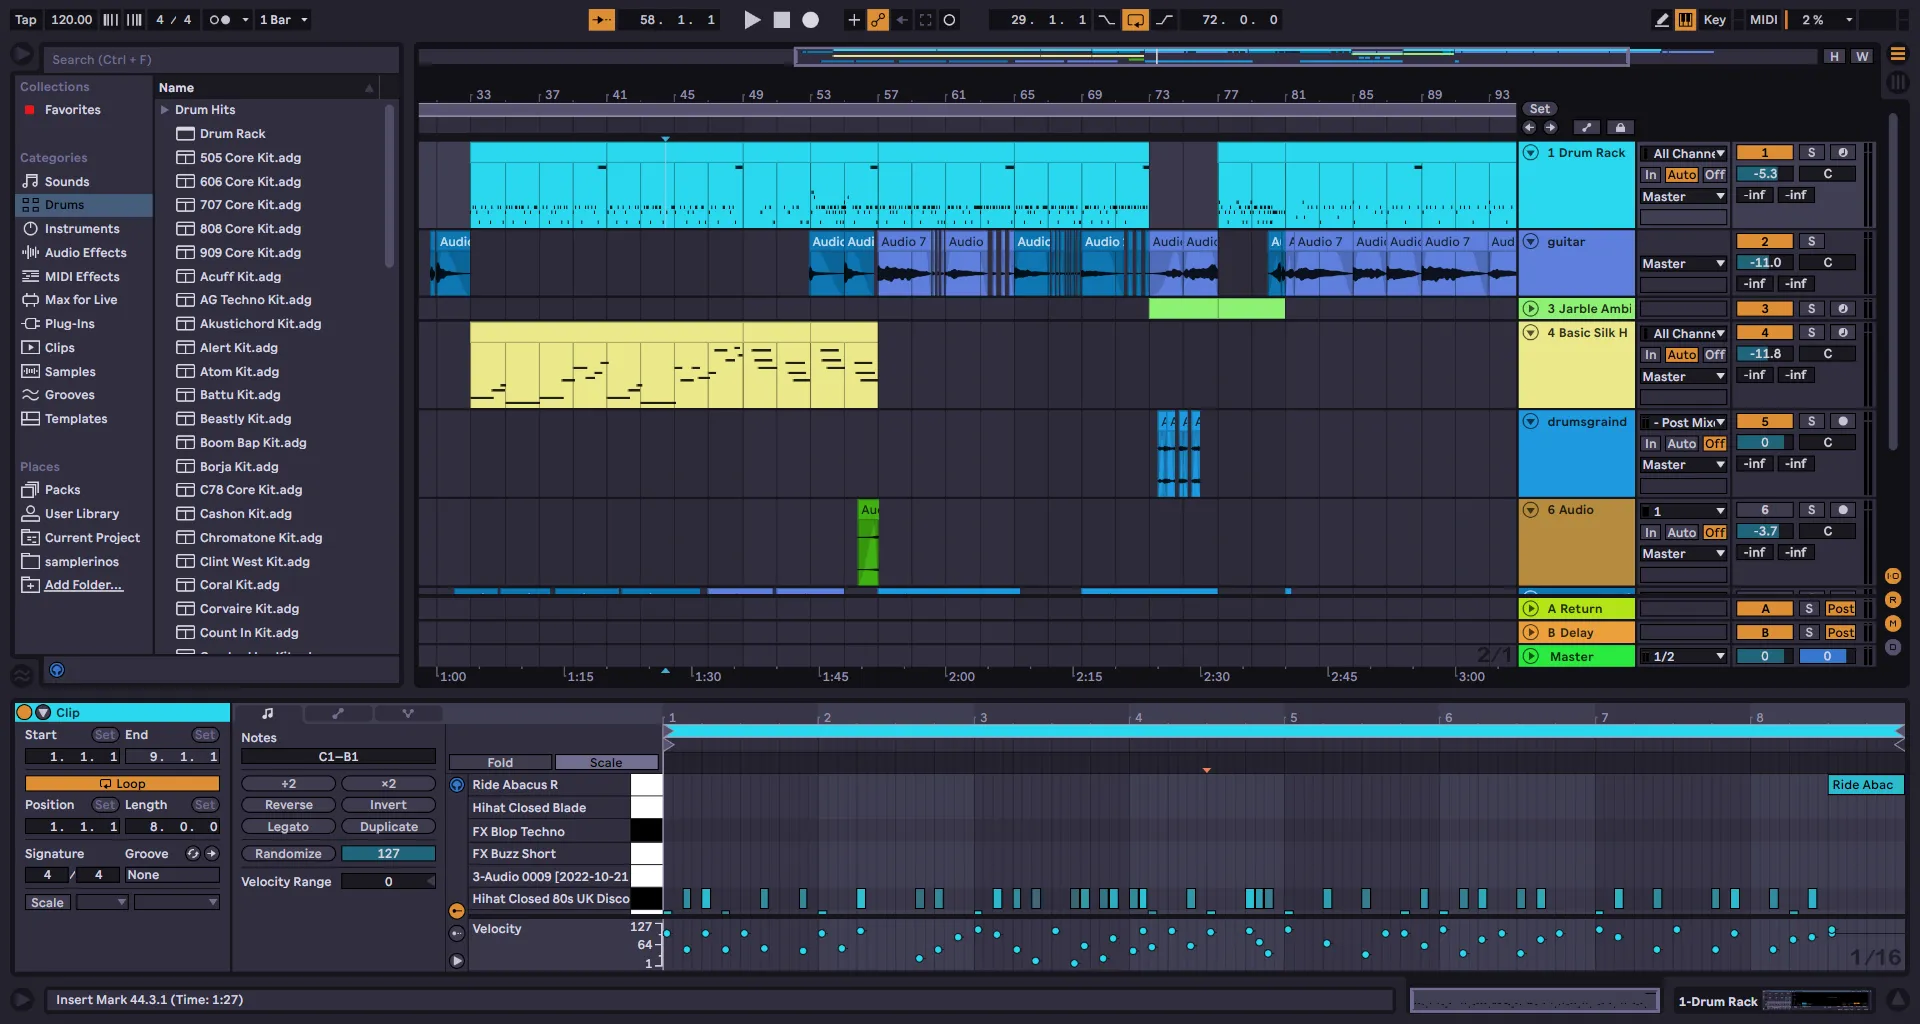 Tap 120.00 4 / 4 1 Bar 58. 1. 1 29. 1. 1 72. 0. 0 Key MIDI 2 %
Search (Ctrl + F)
H W
Collections
Favorites
Categories
Sounds
Drums
Instruments
Audio Effects
MIDI Effects
Max for Live
Plug-Ins
Clips
Samples
Grooves
Templates
Places
Packs
User Library
Current Project
samplerinos
Add Folder...
Name
Drum Hits
Drum Rack
505 Core Kit.adg
606 Core Kit.adg
707 Core Kit.adg
808 Core Kit.adg
909 Core Kit.adg
Acuff Kit.adg
AG Techno Kit.adg
Akustichord Kit.adg
Alert Kit.adg
Atom Kit.adg
Battu Kit.adg
Beastly Kit.adg
Boom Bap Kit.adg
Borja Kit.adg
C78 Core Kit.adg
Cashon Kit.adg
Chromatone Kit.adg
Clint West Kit.adg
Coral Kit.adg
Corvaire Kit.adg
Count In Kit.adg
33 37 41 45 49 53 57 61 65 69 73 77 81 85 89 93
Set
1 Drum Rack All Channe 1 S
In Auto Off -5.3 C
Master -inf -inf
Audio Audio Audi Audio 7 Audio Audio Audio Audio Audio A Audio 7 Audio Audio Audio 7 Aud
guitar 2 S
Master -11.0 C
-inf -inf
3 Jarble Ambi 3 S
4 Basic Silk H All Channe 4 S
In Auto Off -11.8 C
Master -inf -inf
A A A A
drumsgraind - Post Mix 5 S
In Auto Off 0 C
Master -inf -inf
Aud
6 Audio 1 6 S
In Auto Off -3.7 C
Master -inf -inf
A Return A S Post
B Delay B S Post
2/1
Master 1/2 0 0
1:00 1:15 1:30 1:45 2:00 2:15 2:30 2:45 3:00
Clip
Start Set End Set
1. 1. 1 9. 1. 1
Loop
Position Set Length Set
1. 1. 1 8. 0. 0
Signature Groove
4 / 4 None
Scale
Notes
C1–B1
÷2 ×2
Reverse Invert
Legato Duplicate
Randomize 127
Velocity Range 0
1 2 3 4 5 6 7 8
Fold Scale
Ride Abacus R
Ride Abac
Hihat Closed Blade
FX Blop Techno
FX Buzz Short
3-Audio 0009 [2022-10-21
Hihat Closed 80s UK Disco
Velocity 127
64
1
1/16
Insert Mark 44.3.1 (Time: 1:27)
1-Drum Rack